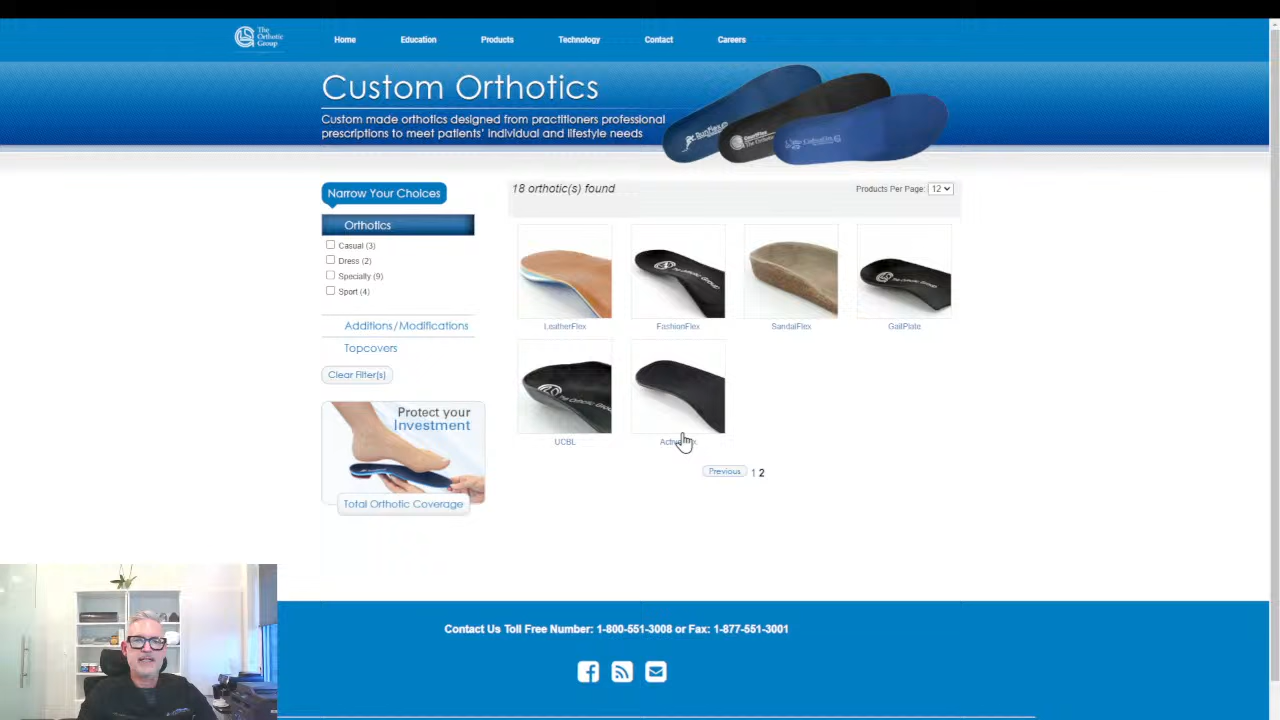 The
Orthotic
Group
Home
Education
Products
Technology
Contact
Careers
Custom Orthotics
Custom made orthotics designed from practitioners professional
prescriptions to meet patients' individual and lifestyle needs
Narrow Your Choices
Orthotics
Casual (3)
Dress (2)
Specialty (9)
Sport (4)
Additions/Modifications
Topcovers
Clear Filter(s)
Protect your
Investment
Total Orthotic Coverage
18 orthotic(s) found
Products Per Page: 12
LeatherFlex
FashionFlex
SandalFlex
GaitPlate
UCBL
Previous
1 2
Contact Us Toll Free Number: 1-800-551-3008 or Fax: 1-877-551-3001